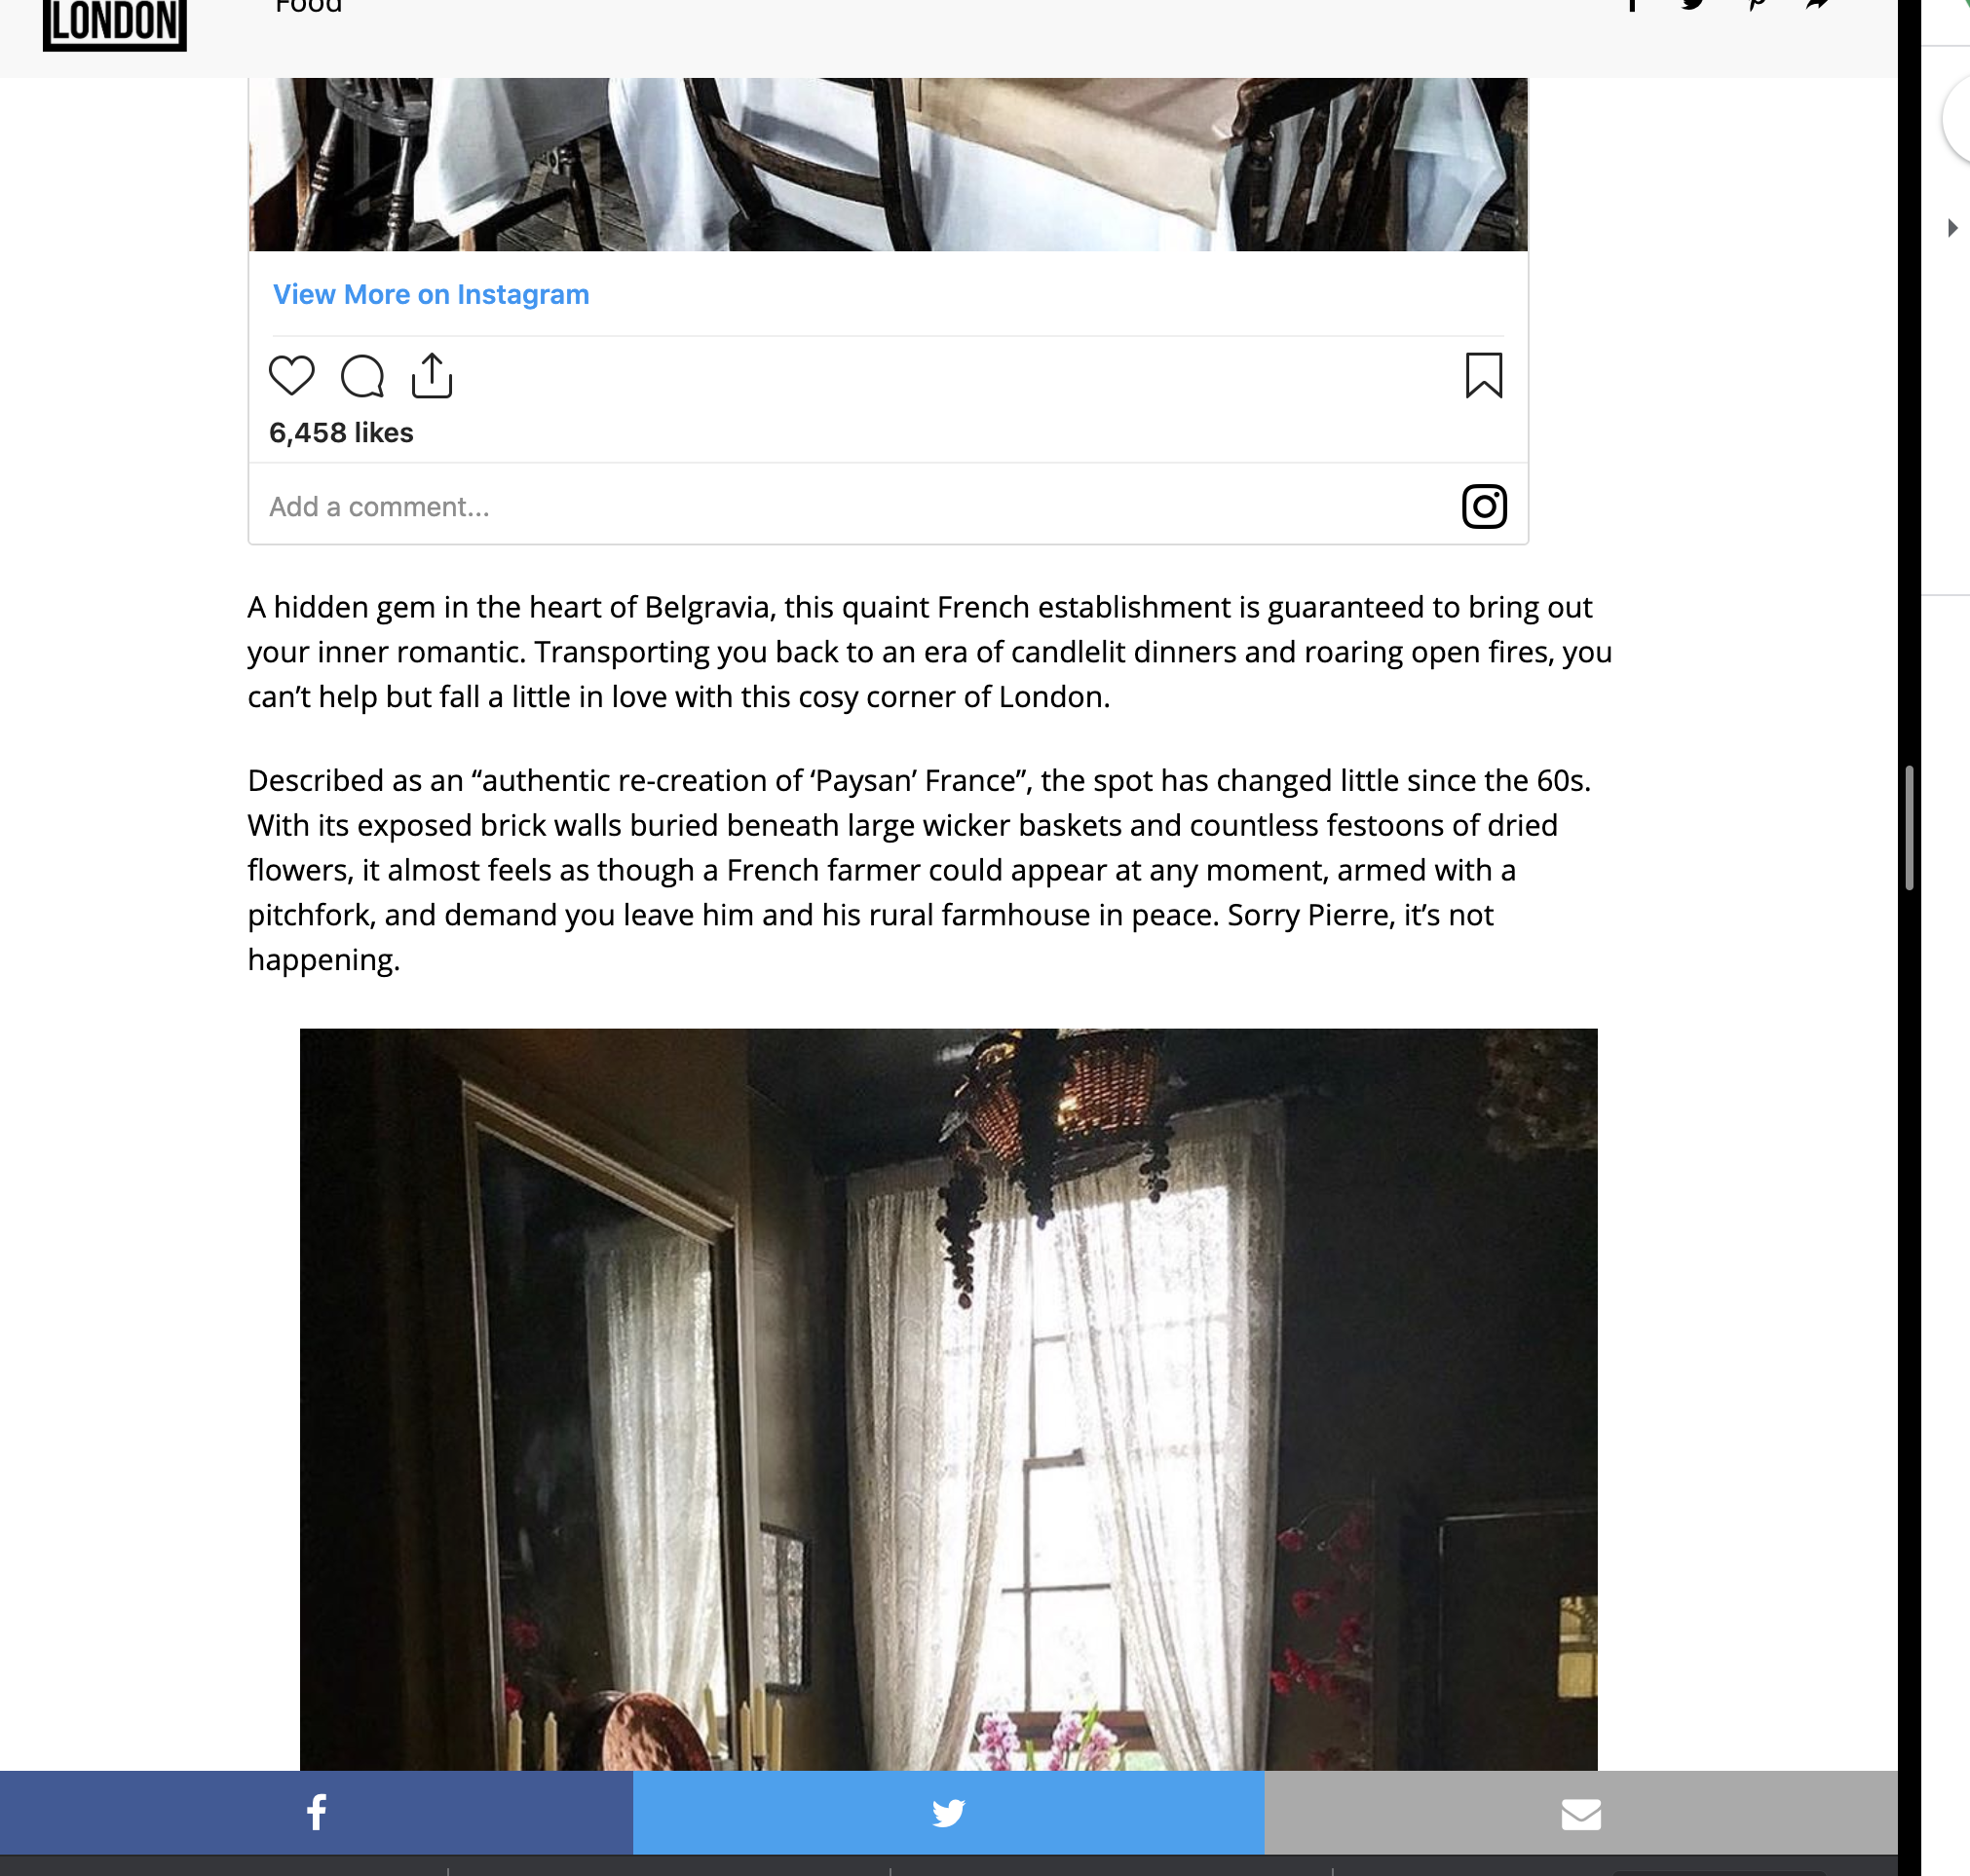 LONDON
Food
View More on Instagram
6,458 likes
Add a comment...
A hidden gem in the heart of Belgravia, this quaint French establishment is guaranteed to bring out
your inner romantic. Transporting you back to an era of candlelit dinners and roaring open fires, you
can’t help but fall a little in love with this cosy corner of London.
Described as an “authentic re-creation of ‘Paysan’ France”, the spot has changed little since the 60s.
With its exposed brick walls buried beneath large wicker baskets and countless festoons of dried
flowers, it almost feels as though a French farmer could appear at any moment, armed with a
pitchfork, and demand you leave him and his rural farmhouse in peace. Sorry Pierre, it’s not
happening.